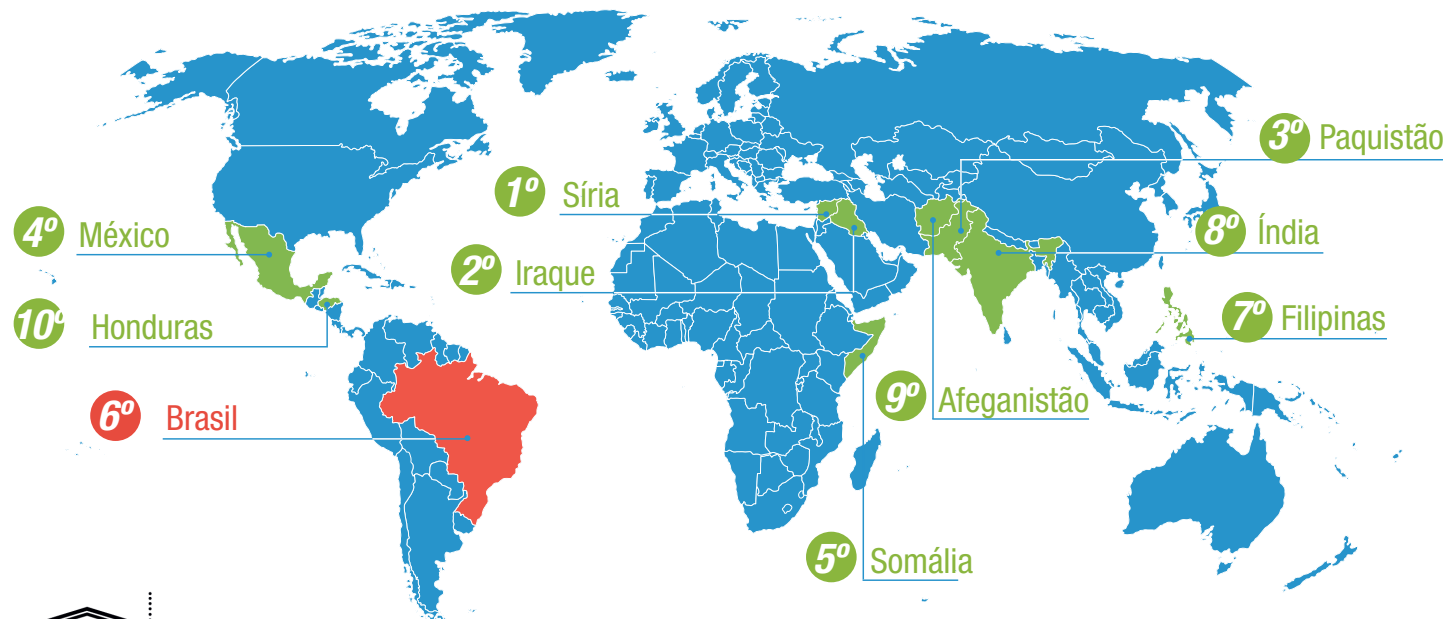 3º Paquistão
1º Síria
4º México
8º Índia
2º Iraque
10º Honduras
7º Filipinas
9º Afeganistão
6º Brasil
5º Somália